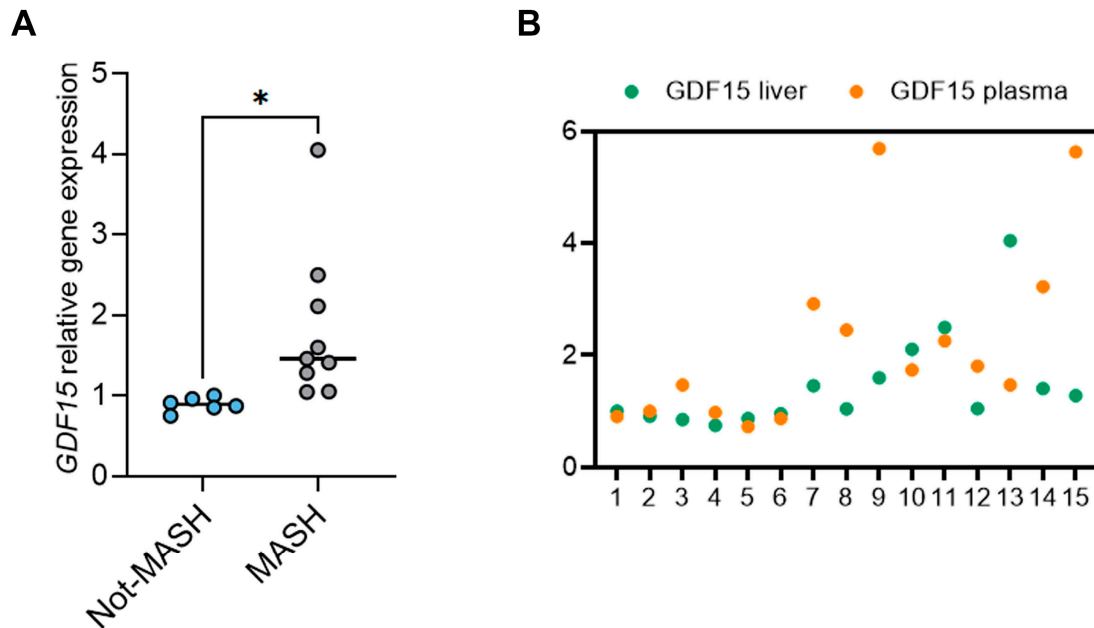 A
GDF15 relative gene expression
5
4
3
2
1
0
*
Not-MASH
MASH
B
GDF15 liver
GDF15 plasma
6
4
2
0
1 2 3 4 5 6 7 8 9 10 11 12 13 14 15